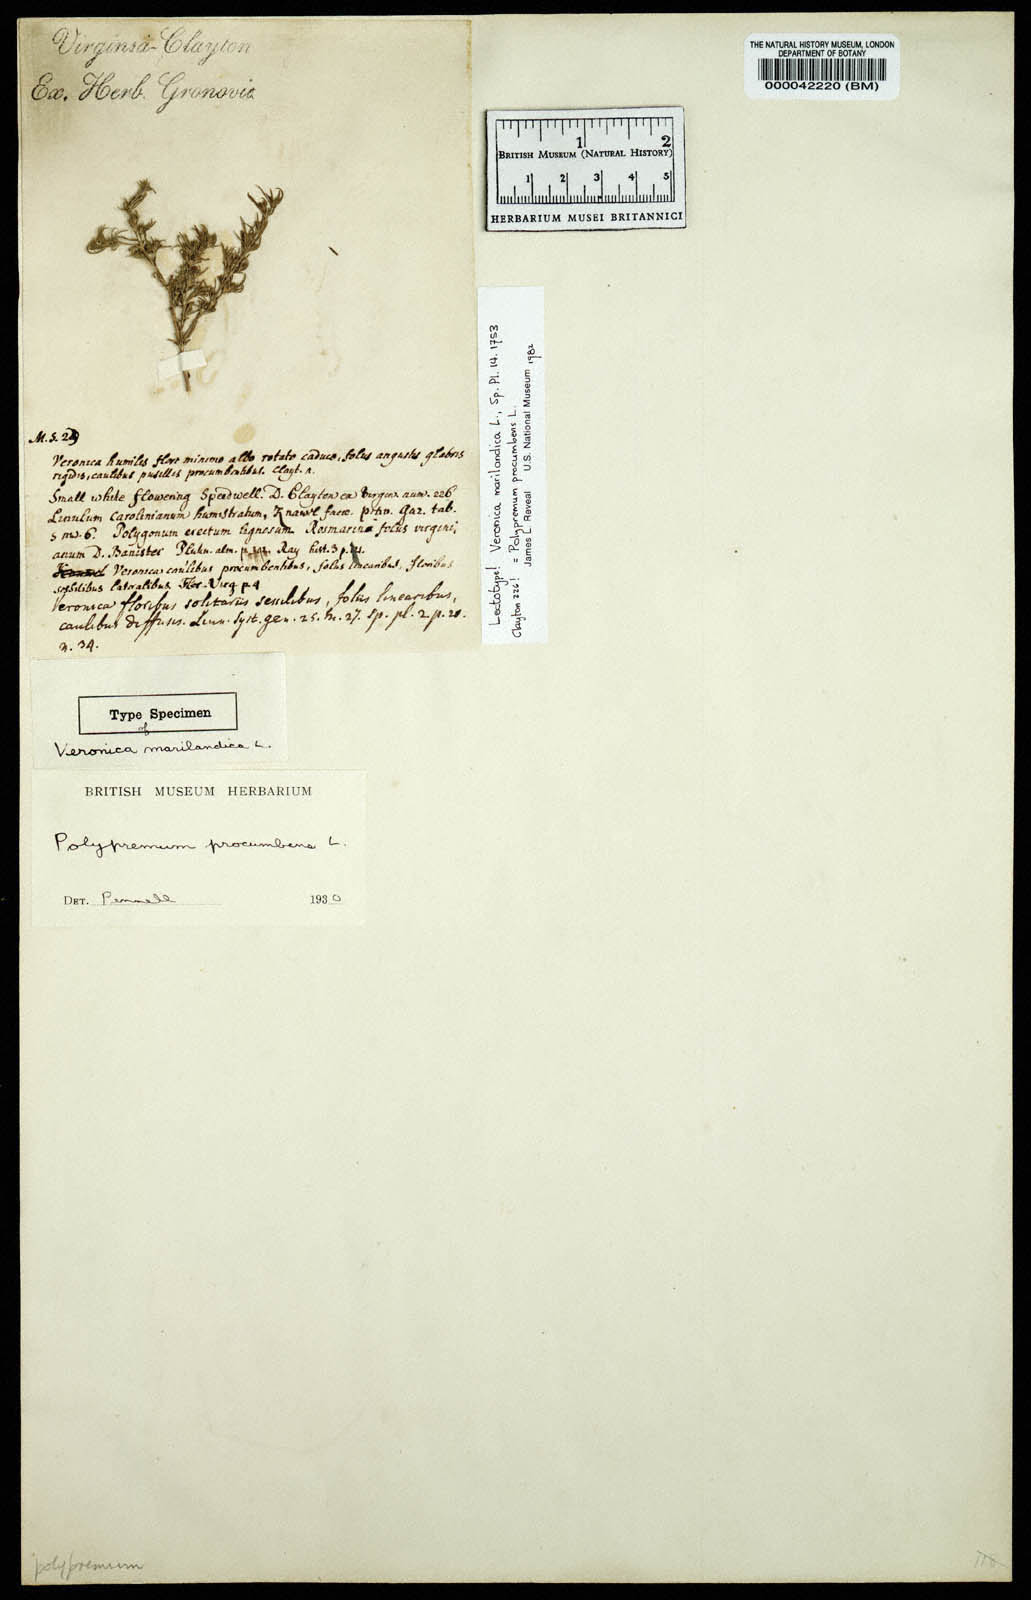 Virginia - Clayton
Ex. Herb. Gronovia
THE NATURAL HISTORY MUSEUM, LONDON
DEPARTMENT OF BOTANY
000042220 (BM)
1 2
BRITISH MUSEUM (NATURAL HISTORY)
1 2 3 4 5
HERBARIUM MUSEI BRITANNICI
Lectotype! Veronica marilandica L., Sp. Pl. 14. 1753
Clayton 226! = Polypremum procumbens L.
James L. Reveal U.S. National Museum 1982
M.S. 29
Veronica humilis flore minimo albo rotato caduco, foliis angustis glabris
rigidis, caulibus pusillis procumbentibus. Clayt. n.
Small white flowering Speedwell. D. Clayton ex Virgin. num. 226
Linulum Carolinianum humistratum, Knawel facie. petiv. Gaz. tab.
5 n. 6. Polygonum erectum lignosum Rosmarini foliis virgini,
anum D. Banister Pluкn. alm. Ray hist. 3 p.
Veronica caulibus procumbentibus, foliis linearibus, floribus
sessilibus lateralibus Flor. Virg. p. 4
Veronica floribus solitariis sessilibus, foliis linearibus,
caulibus diffusis. Linn. Syst. gen. 25. n. 27. Sp. pl. 2 p. 20.
n. 34.
Type Specimen
of
Veronica marilandica L.
BRITISH MUSEUM HERBARIUM
Polypremum procumbens L.
DET. Pennell 1930
polypremum